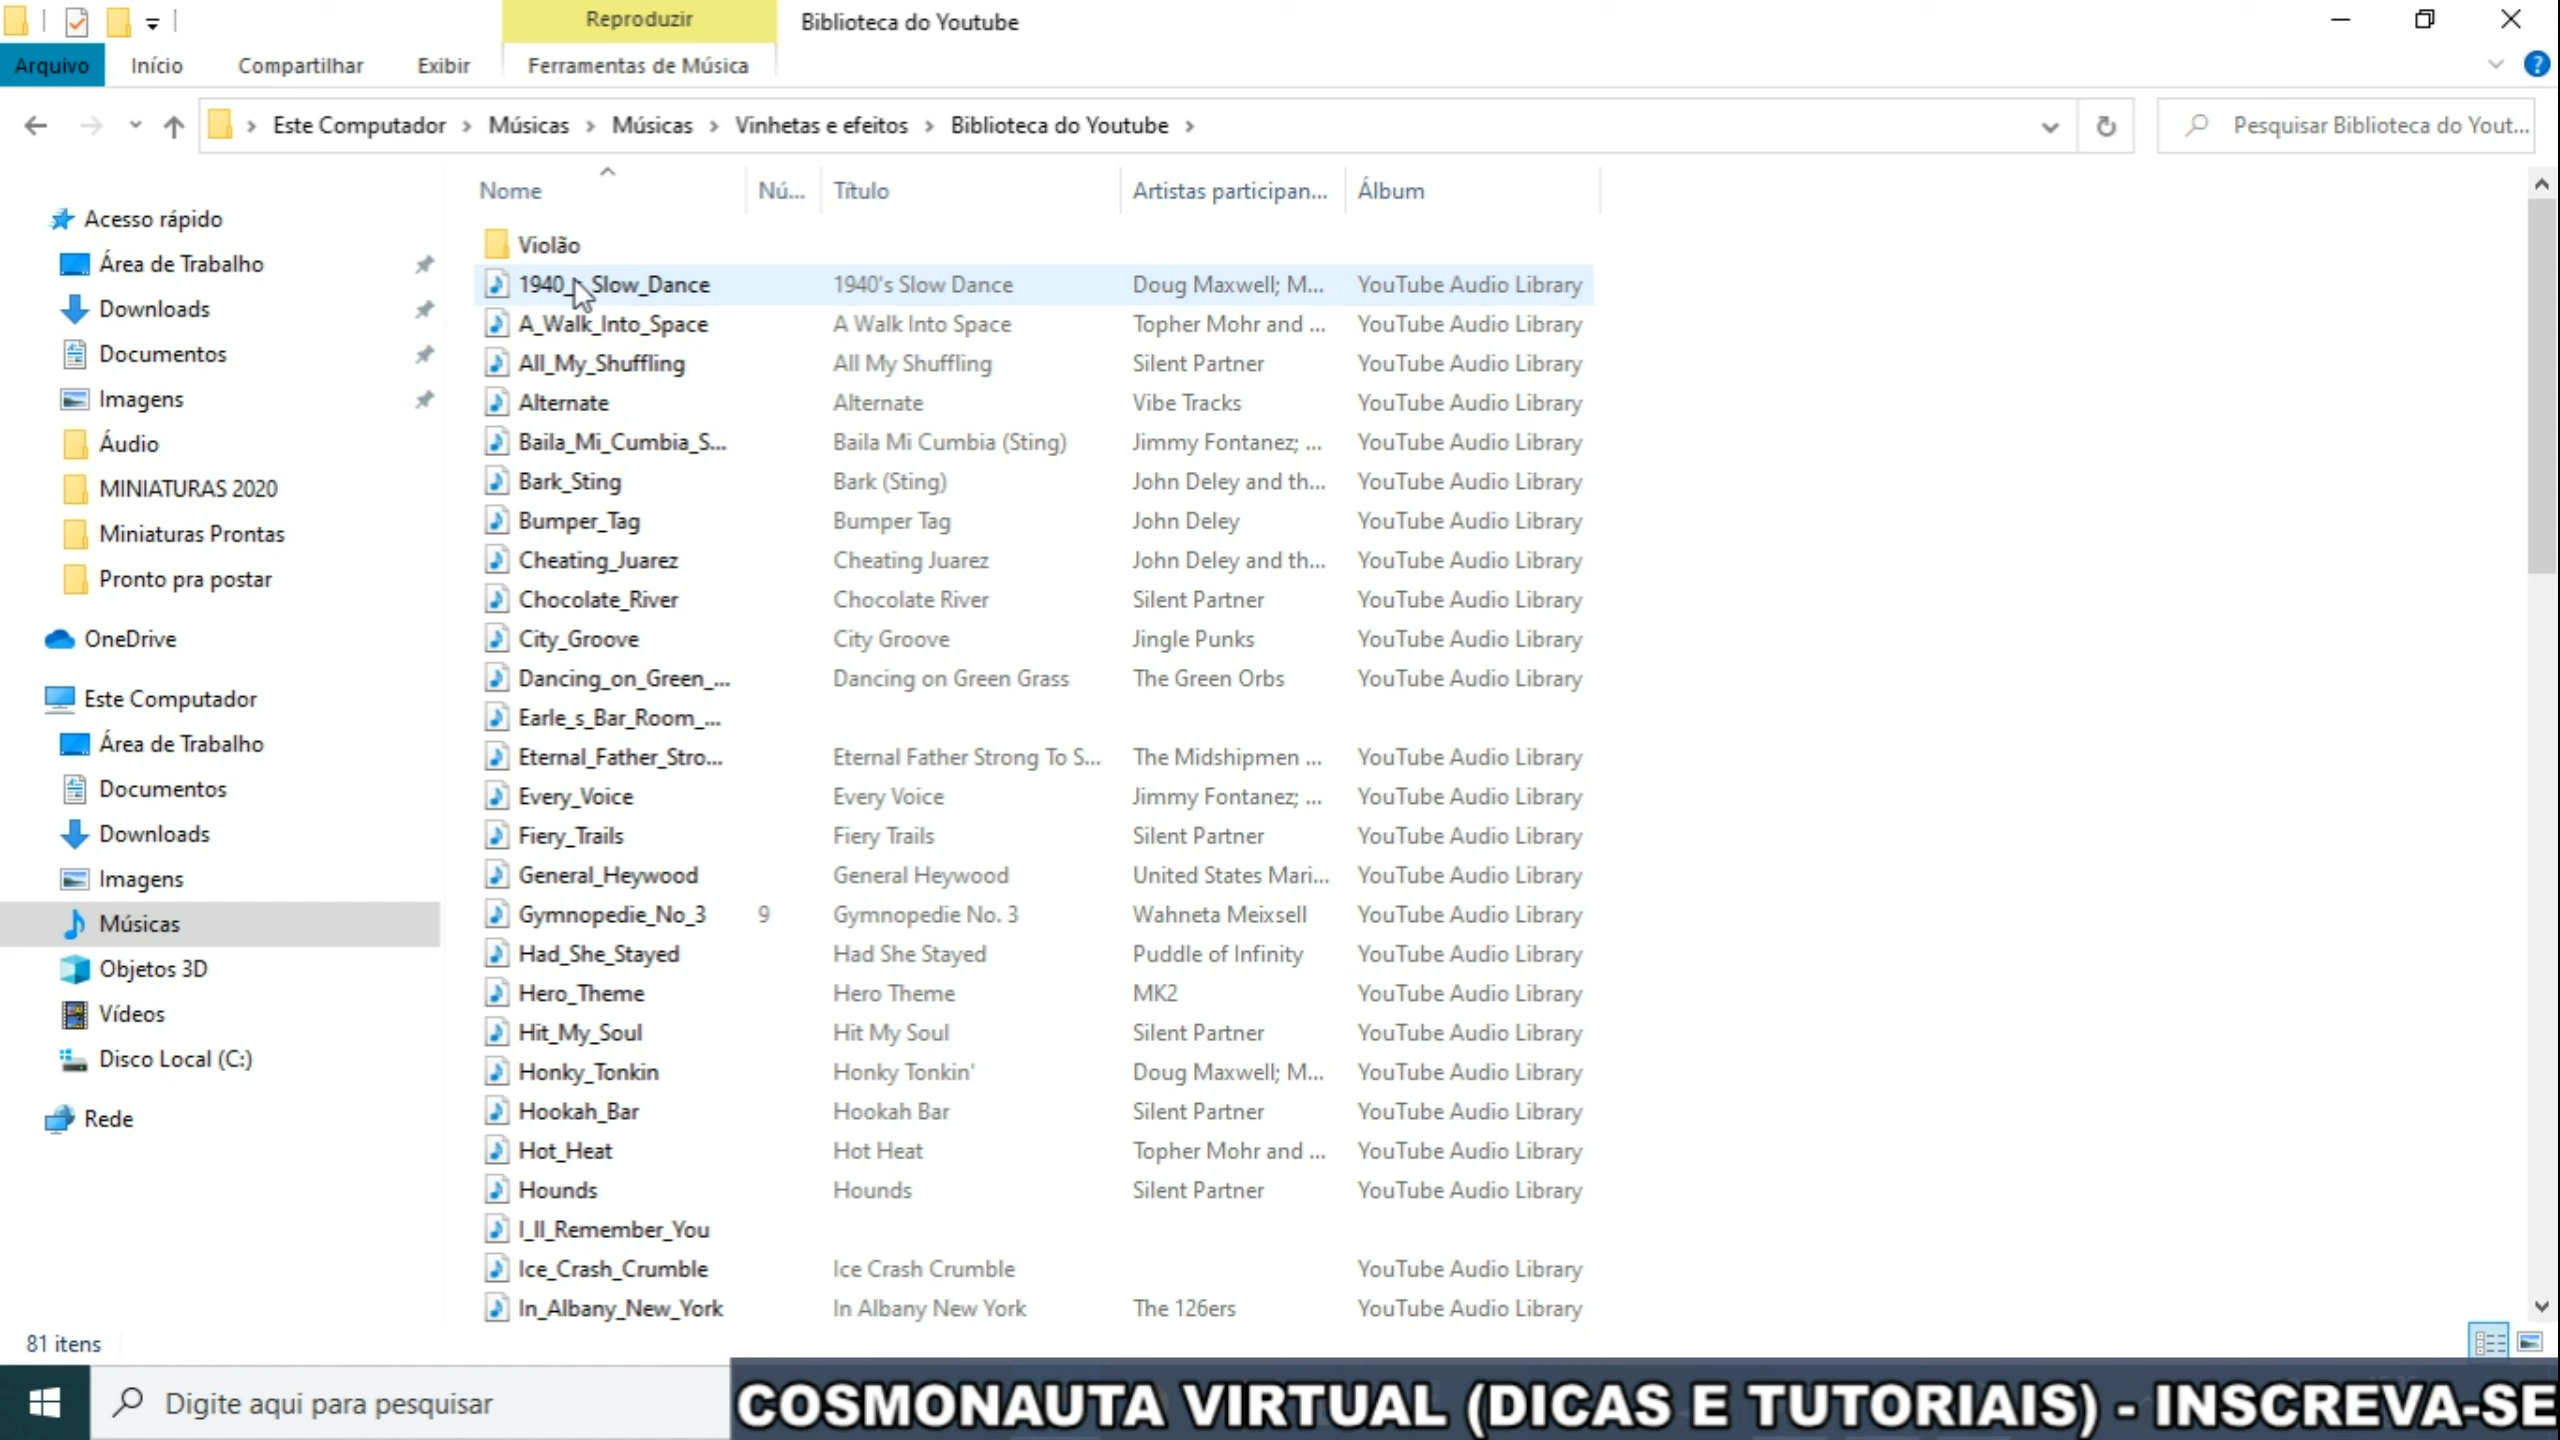 Reproduzir
Biblioteca do Youtube
Arquivo Início Compartilhar Exibir Ferramentas de Música
Este Computador Músicas Músicas Vinhetas e efeitos Biblioteca do Youtube
Pesquisar Biblioteca do Yout...
Acesso rápido
Área de Trabalho
Downloads
Documentos
Imagens
Áudio
MINIATURAS 2020
Miniaturas Prontas
Pronto pra postar
OneDrive
Este Computador
Área de Trabalho
Documentos
Downloads
Imagens
Músicas
Objetos 3D
Vídeos
Disco Local (C:)
Rede
Nome Nú... Título Artistas participan... Álbum
Violão
1940_s_Slow_Dance 1940's Slow Dance Doug Maxwell; M... YouTube Audio Library
A_Walk_Into_Space A Walk Into Space Topher Mohr and ... YouTube Audio Library
All_My_Shuffling All My Shuffling Silent Partner YouTube Audio Library
Alternate Alternate Vibe Tracks YouTube Audio Library
Baila_Mi_Cumbia_S... Baila Mi Cumbia (Sting) Jimmy Fontanez; ... YouTube Audio Library
Bark_Sting Bark (Sting) John Deley and th... YouTube Audio Library
Bumper_Tag Bumper Tag John Deley YouTube Audio Library
Cheating_Juarez Cheating Juarez John Deley and th... YouTube Audio Library
Chocolate_River Chocolate River Silent Partner YouTube Audio Library
City_Groove City Groove Jingle Punks YouTube Audio Library
Dancing_on_Green_... Dancing on Green Grass The Green Orbs YouTube Audio Library
Earle_s_Bar_Room_...
Eternal_Father_Stro... Eternal Father Strong To S... The Midshipmen ... YouTube Audio Library
Every_Voice Every Voice Jimmy Fontanez; ... YouTube Audio Library
Fiery_Trails Fiery Trails Silent Partner YouTube Audio Library
General_Heywood General Heywood United States Mari... YouTube Audio Library
Gymnopedie_No_3 9 Gymnopedie No. 3 Wahneta Meixsell YouTube Audio Library
Had_She_Stayed Had She Stayed Puddle of Infinity YouTube Audio Library
Hero_Theme Hero Theme MK2 YouTube Audio Library
Hit_My_Soul Hit My Soul Silent Partner YouTube Audio Library
Honky_Tonkin Honky Tonkin' Doug Maxwell; M... YouTube Audio Library
Hookah_Bar Hookah Bar Silent Partner YouTube Audio Library
Hot_Heat Hot Heat Topher Mohr and ... YouTube Audio Library
Hounds Hounds Silent Partner YouTube Audio Library
I_ll_Remember_You
Ice_Crash_Crumble Ice Crash Crumble YouTube Audio Library
In_Albany_New_York In Albany New York The 126ers YouTube Audio Library
81 itens
Digite aqui para pesquisar
COSMONAUTA VIRTUAL (DICAS E TUTORIAIS) - INSCREVA-SE